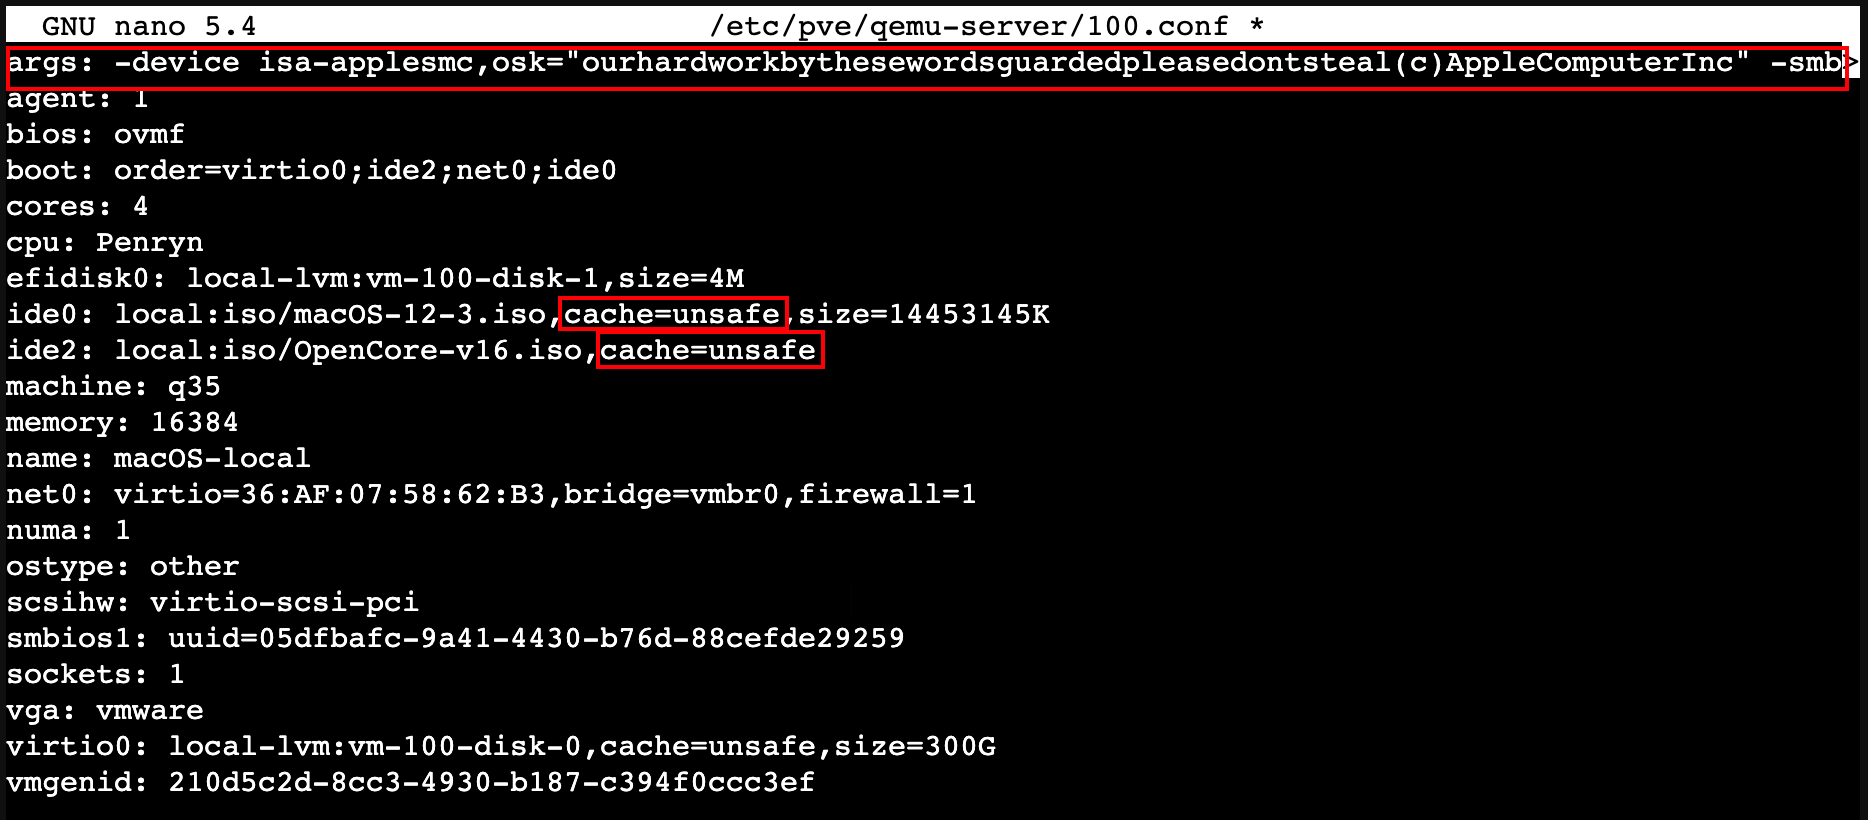 GNU nano 5.4 /etc/pve/qemu-server/100.conf *
args: -device isa-applesmc,osk="ourhardworkbythesewordsguardedpleasedontsteal(c)AppleComputerInc" -smb>
agent: 1
bios: ovmf
boot: order=virtio0;ide2;net0;ide0
cores: 4
cpu: Penryn
efidisk0: local-lvm:vm-100-disk-1,size=4M
ide0: local:iso/macOS-12-3.iso,cache=unsafe,size=14453145K
ide2: local:iso/OpenCore-v16.iso,cache=unsafe
machine: q35
memory: 16384
name: macOS-local
net0: virtio=36:AF:07:58:62:B3,bridge=vmbr0,firewall=1
numa: 1
ostype: other
scsihw: virtio-scsi-pci
smbios1: uuid=05dfbafc-9a41-4430-b76d-88cefde29259
sockets: 1
vga: vmware
virtio0: local-lvm:vm-100-disk-0,cache=unsafe,size=300G
vmgenid: 210d5c2d-8cc3-4930-b187-c394f0ccc3ef